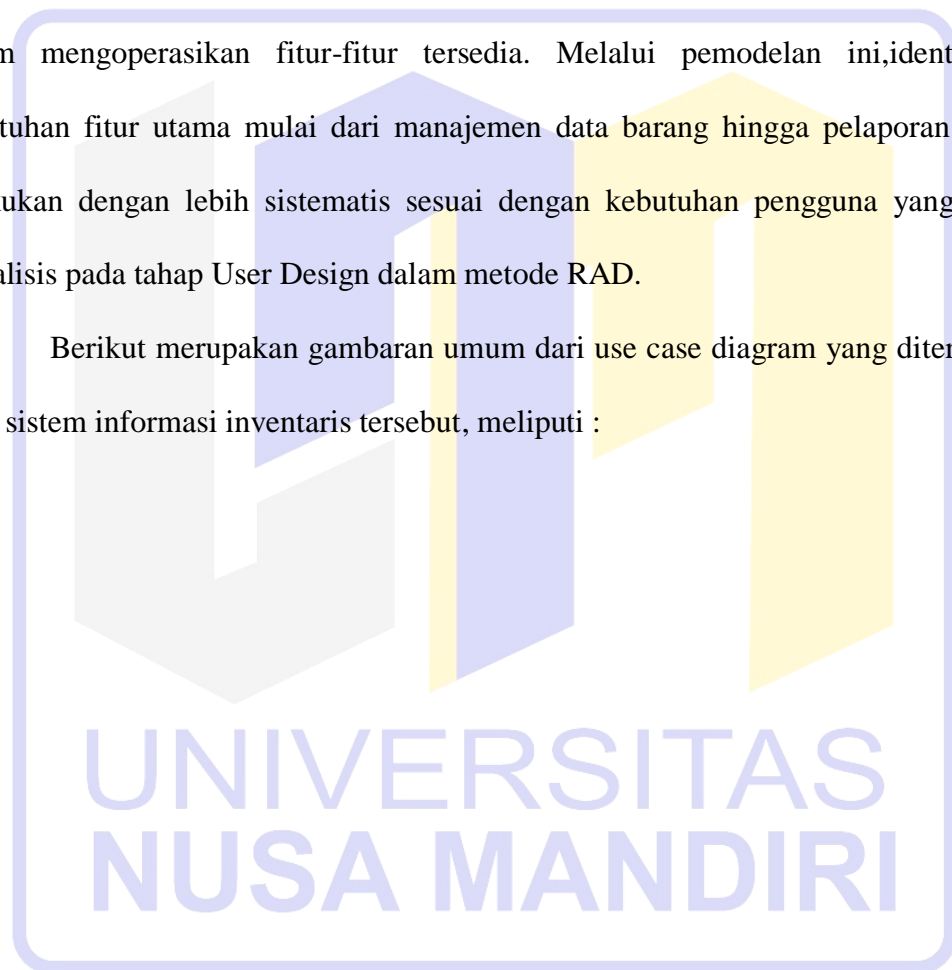 m mengoperasikan fitur-fitur tersedia. Melalui pemodelan ini,ident
tuhan fitur utama mulai dari manajemen data barang hingga pelaporan
ukan dengan lebih sistematis sesuai dengan kebutuhan pengguna yang
alisis pada tahap User Design dalam metode RAD.
Berikut merupakan gambaran umum dari use case diagram yang diter
sistem informasi inventaris tersebut, meliputi :
UNIVERSITAS
NUSA MANDIRI